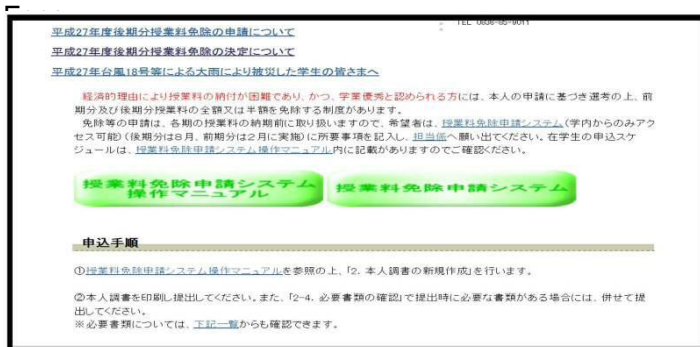 TEL 0836-85-9011
平成27年度後期分授業料免除の申請について
平成27年度後期分授業料免除の決定について
平成27年台風18号等による大雨により被災した学生の皆さまへ
経済的理由により授業料の納付が困難であり、かつ、学業優秀と認められる方には、本人の申請に基づき選考の上、前
期分及び後期分授業料の全額又は半額を免除する制度があります。
免除等の申請は、各期の授業料の納期前に取り扱いますので、希望者は、授業料免除申請システム(学内からのみアク
セス可能)(後期分は8月、前期分は2月に実施)に所要事項を記入し、担当係へ願い出てください。在学生の申込スケ
ジュールは、授業料免除申請システム操作マニュアル内に記載がありますのでご確認ください。
授業料免除申請システム
操作マニュアル
授業料免除申請システム
申込手順
①授業料免除申請システム操作マニュアルを参照の上、「2. 本人調書の新規作成」を行います。
②本人調書を印刷し提出してください。また、「2-4. 必要書類の確認」で提出時に必要な書類がある場合には、併せて提
出してください。
※必要書類については、下記一覧からも確認できます。